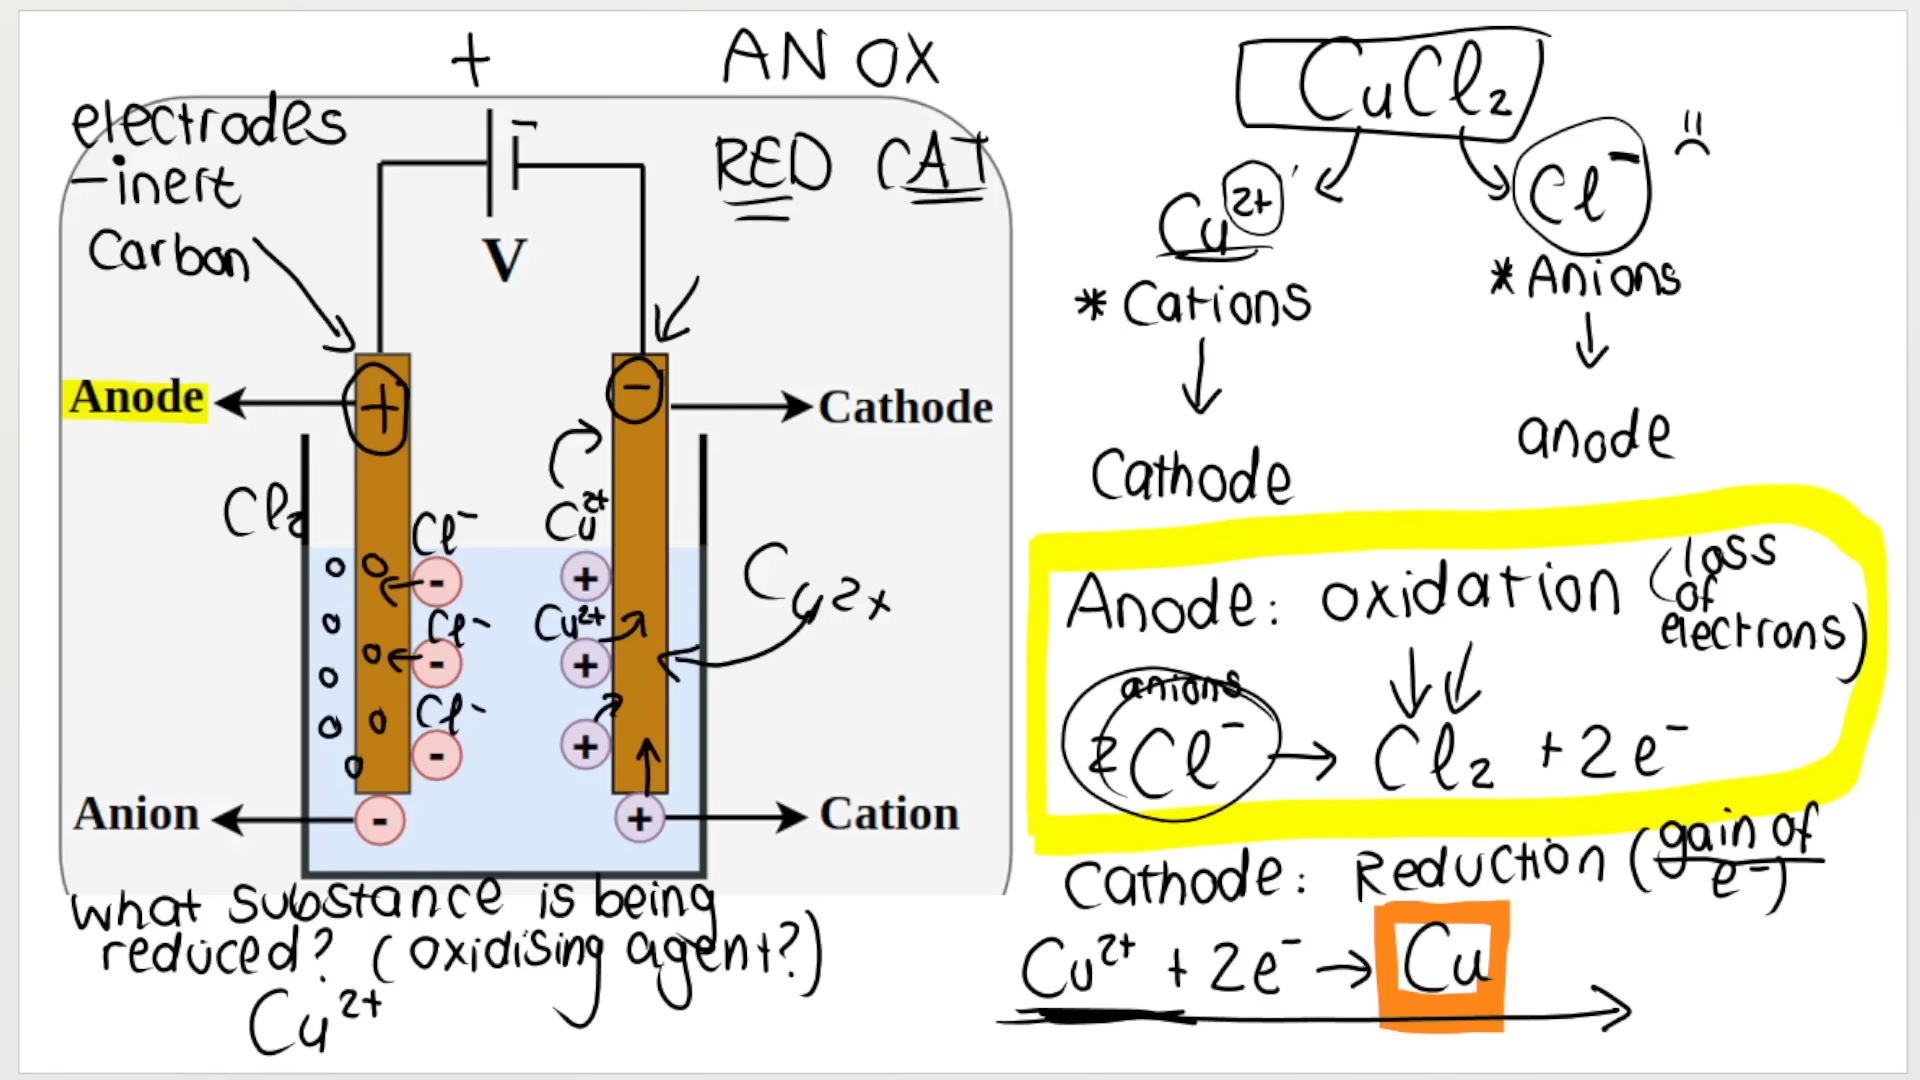 +
AN OX
RED CAT
electrodes
-inert
Carbon
-
V
+
-
Anode
Cathode
Cl2
Cl-
Cu2+
-
+
Cl-
Cu2+
-
+
Cl-
-
+
Cu2x
Anion
-
+
Cation
what substance is being
reduced? (oxidising agent?)
Cu2+
CuCl2
Cu2+
Cl-
* Cations
* Anions
Cathode
anode
Anode: oxidation (loss
of
electrons)
anions
2Cl- → Cl2 + 2e-
Cathode: Reduction (gain of
e-)
Cu2+ + 2e- → Cu